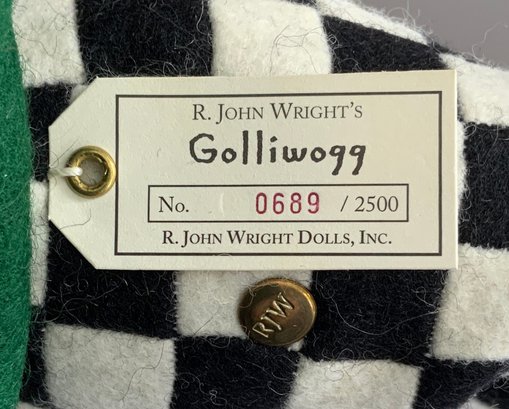 R. JOHN WRIGHT'S
Golliwogg
No. 0689 / 2500
R. JOHN WRIGHT DOLLS, INC.
RJW